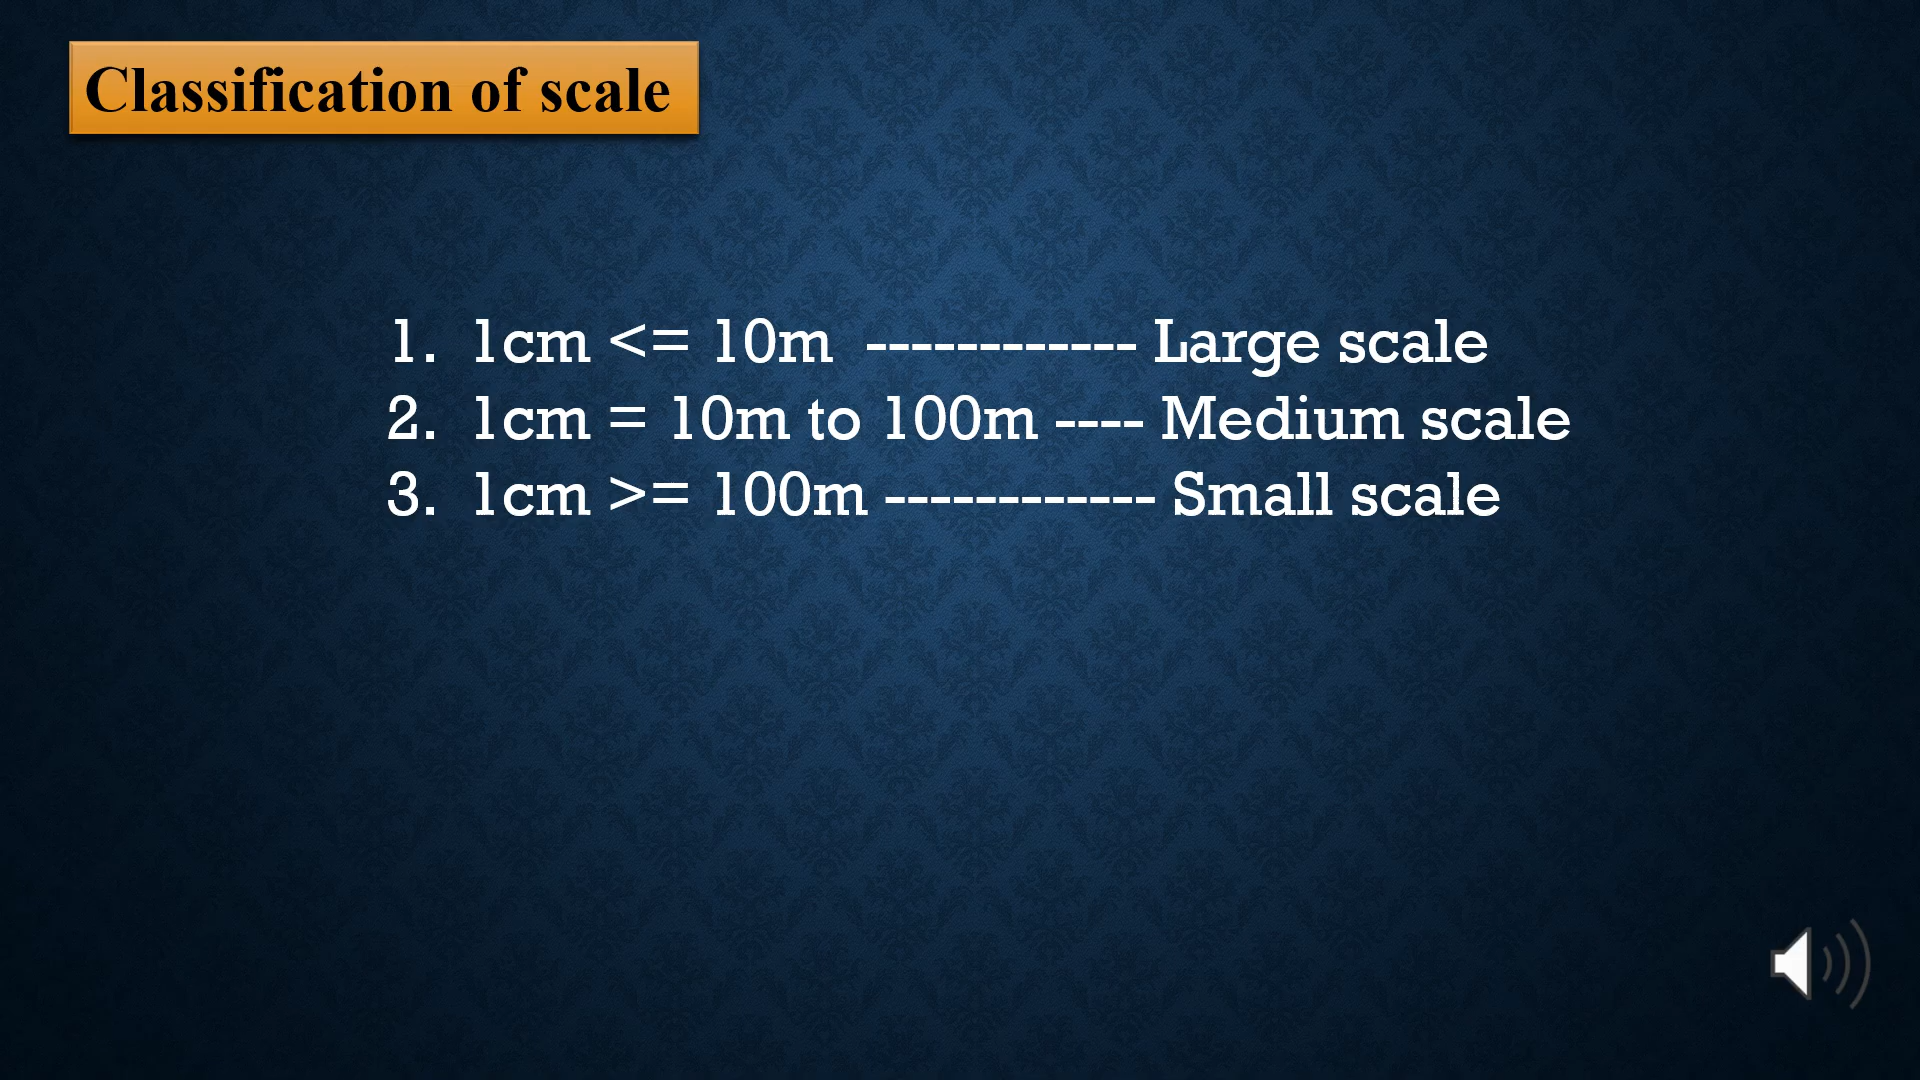 Classification of scale
1. 1cm <= 10m ------------ Large scale
2. 1cm = 10m to 100m ---- Medium scale
3. 1cm >= 100m ------------ Small scale